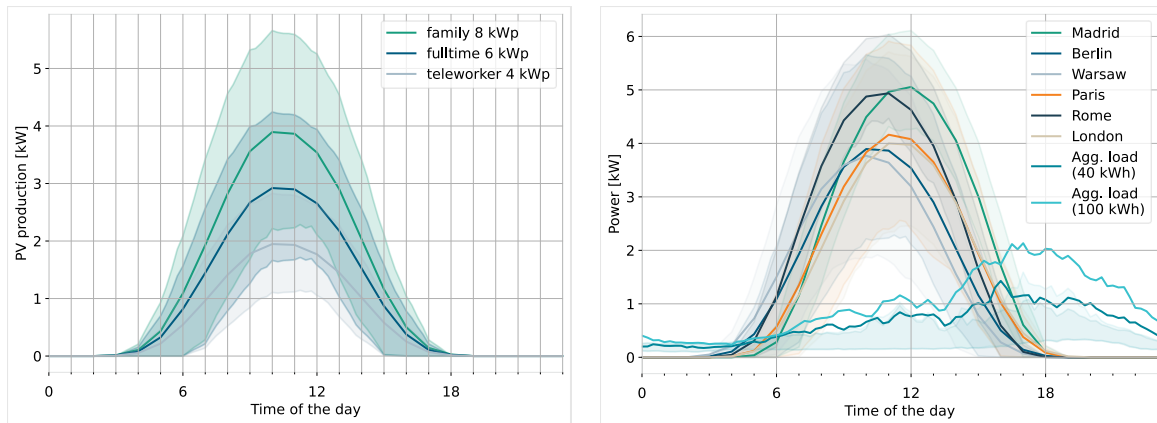 family 8 kWp
fulltime 6 kWp
teleworker 4 kWp
PV production [kW]
5
4
3
2
1
0
0
6
12
18
Time of the day
Madrid
Berlin
Warsaw
Paris
Rome
London
Agg. load
(40 kWh)
Agg. load
(100 kWh)
Power [kW]
6
5
4
3
2
1
0
0
6
12
18
Time of the day